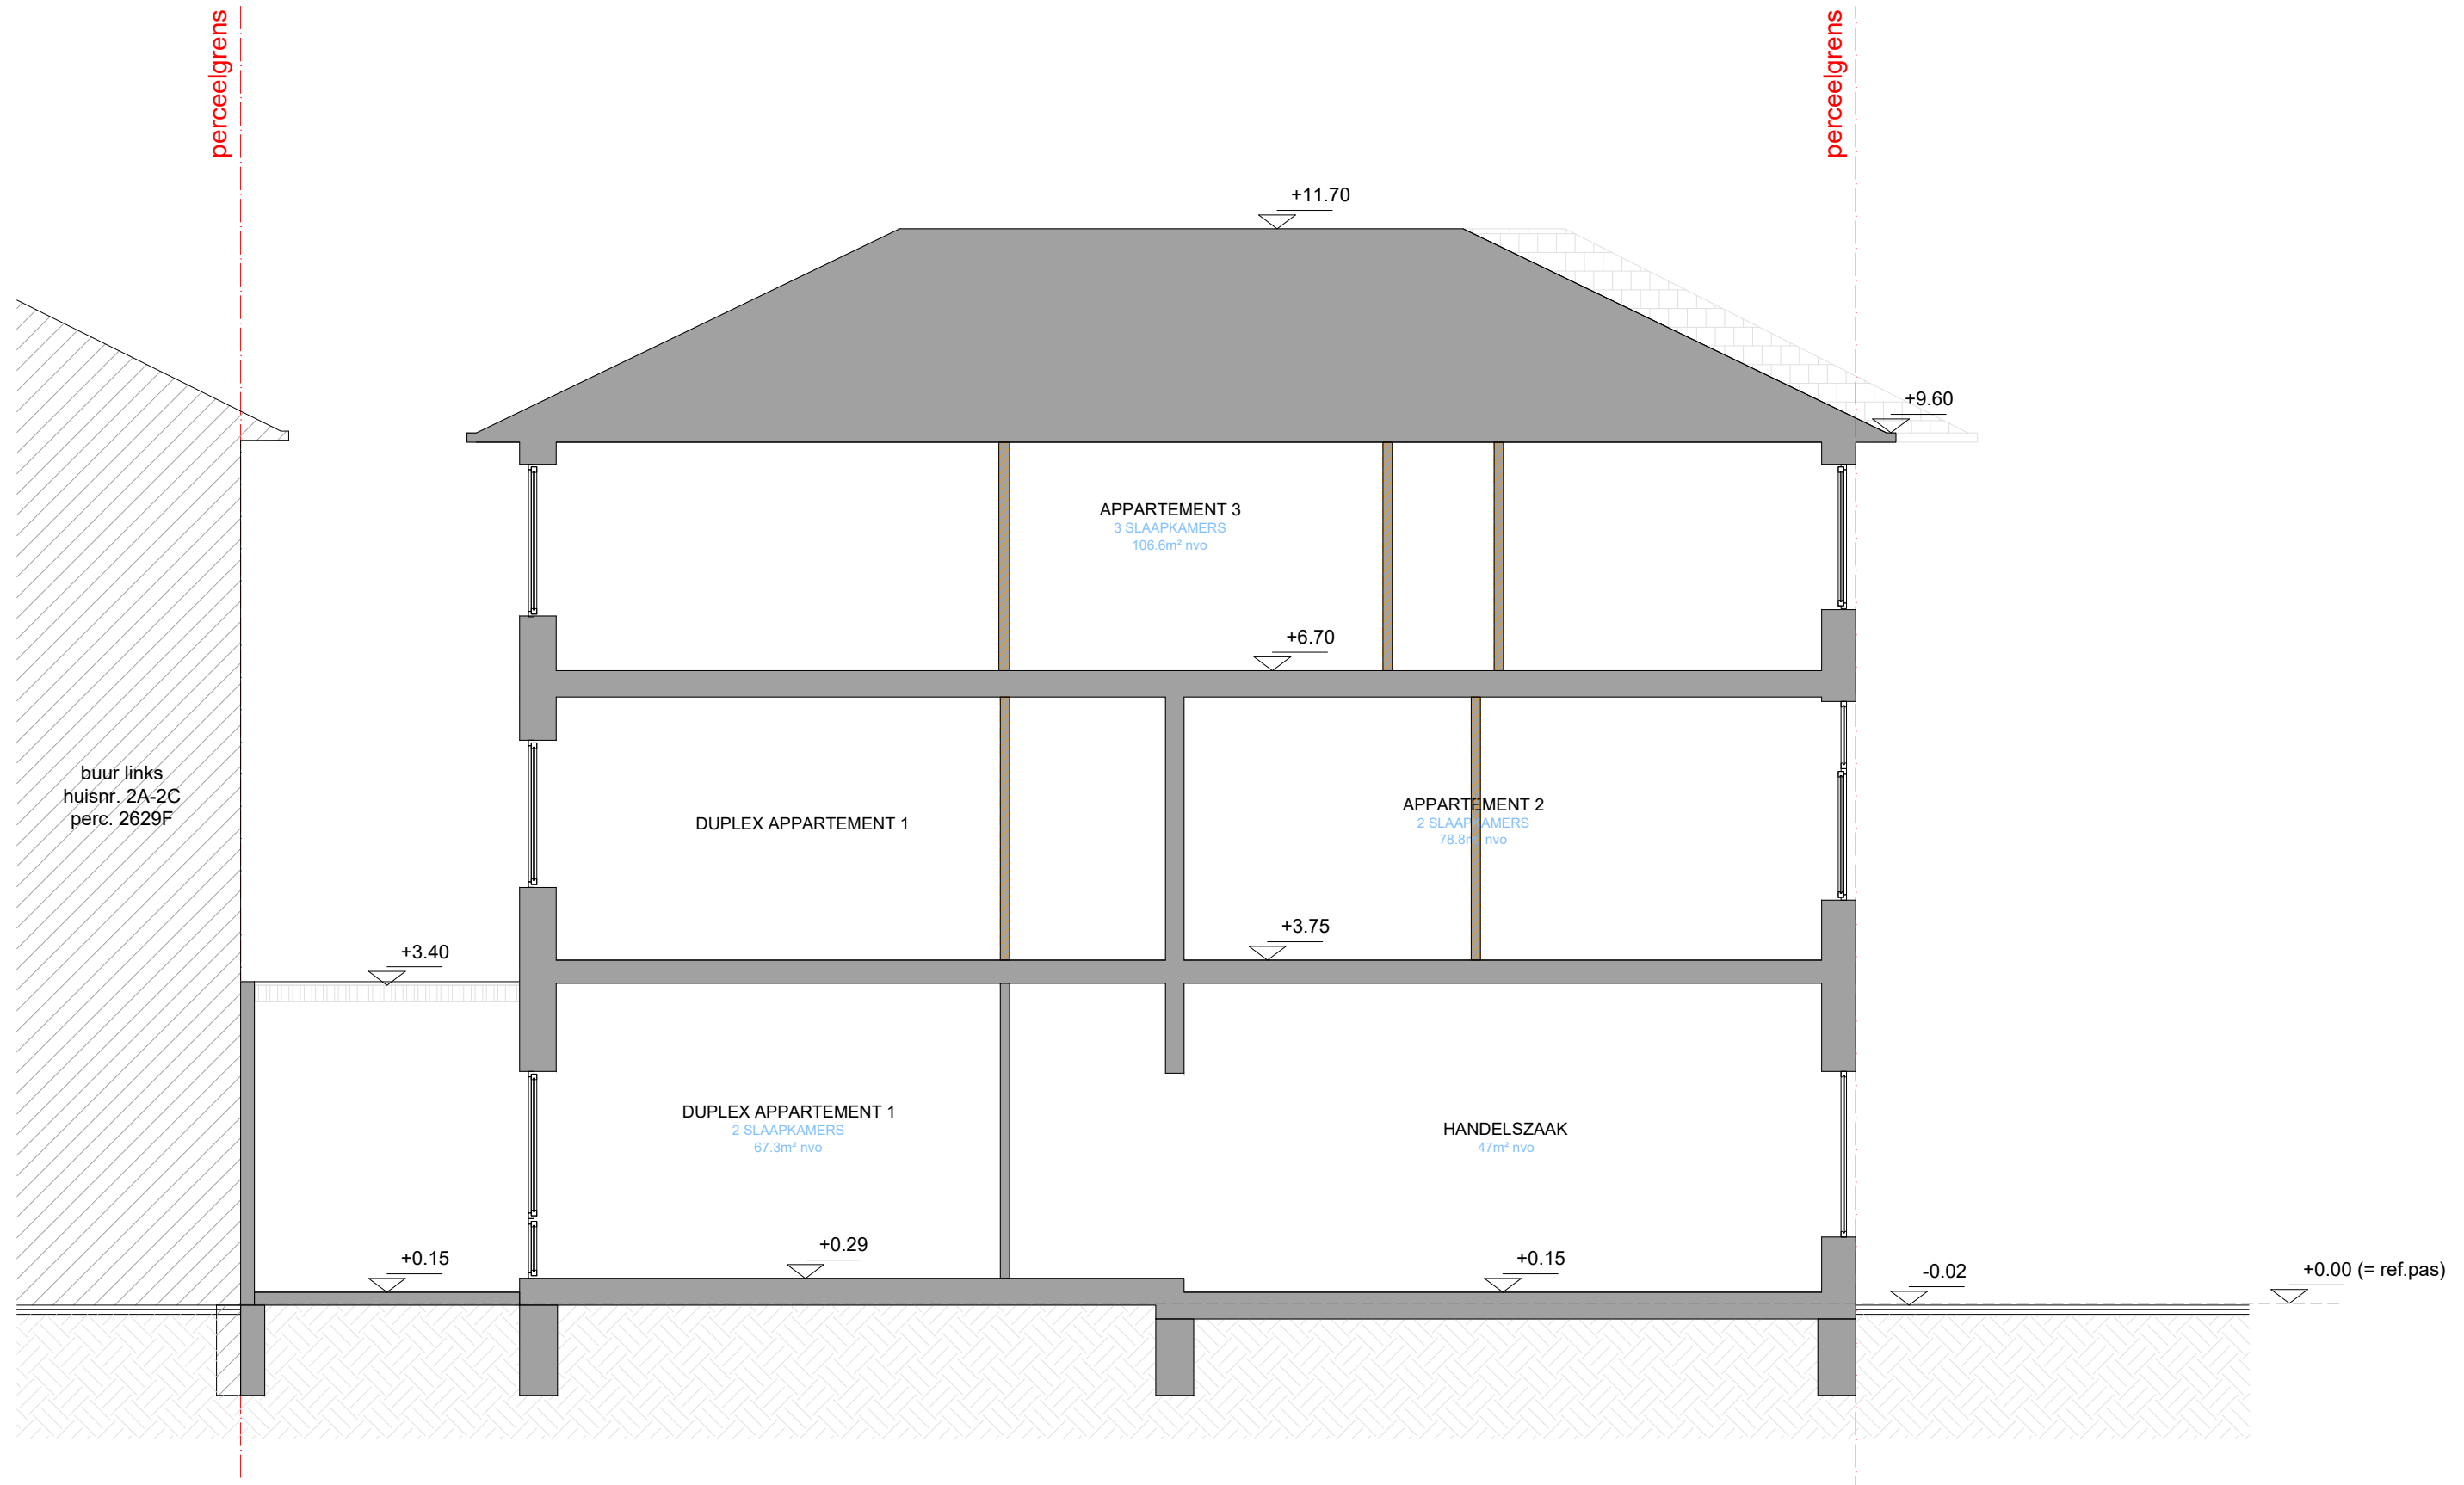 perceelgrens
perceelgrens
+11.70
+9.60
APPARTEMENT 3
3 SLAAPKAMERS
106.6m² nvo
+6.70
buur links
huisnr. 2A-2C
perc. 2629F
DUPLEX APPARTEMENT 1
APPARTEMENT 2
2 SLAAPKAMERS
78.8m² nvo
+3.75
+3.40
DUPLEX APPARTEMENT 1
2 SLAAPKAMERS
67.3m² nvo
HANDELSZAAK
47m² nvo
+0.15
+0.29
+0.15
-0.02
+0.00 (= ref.pas)